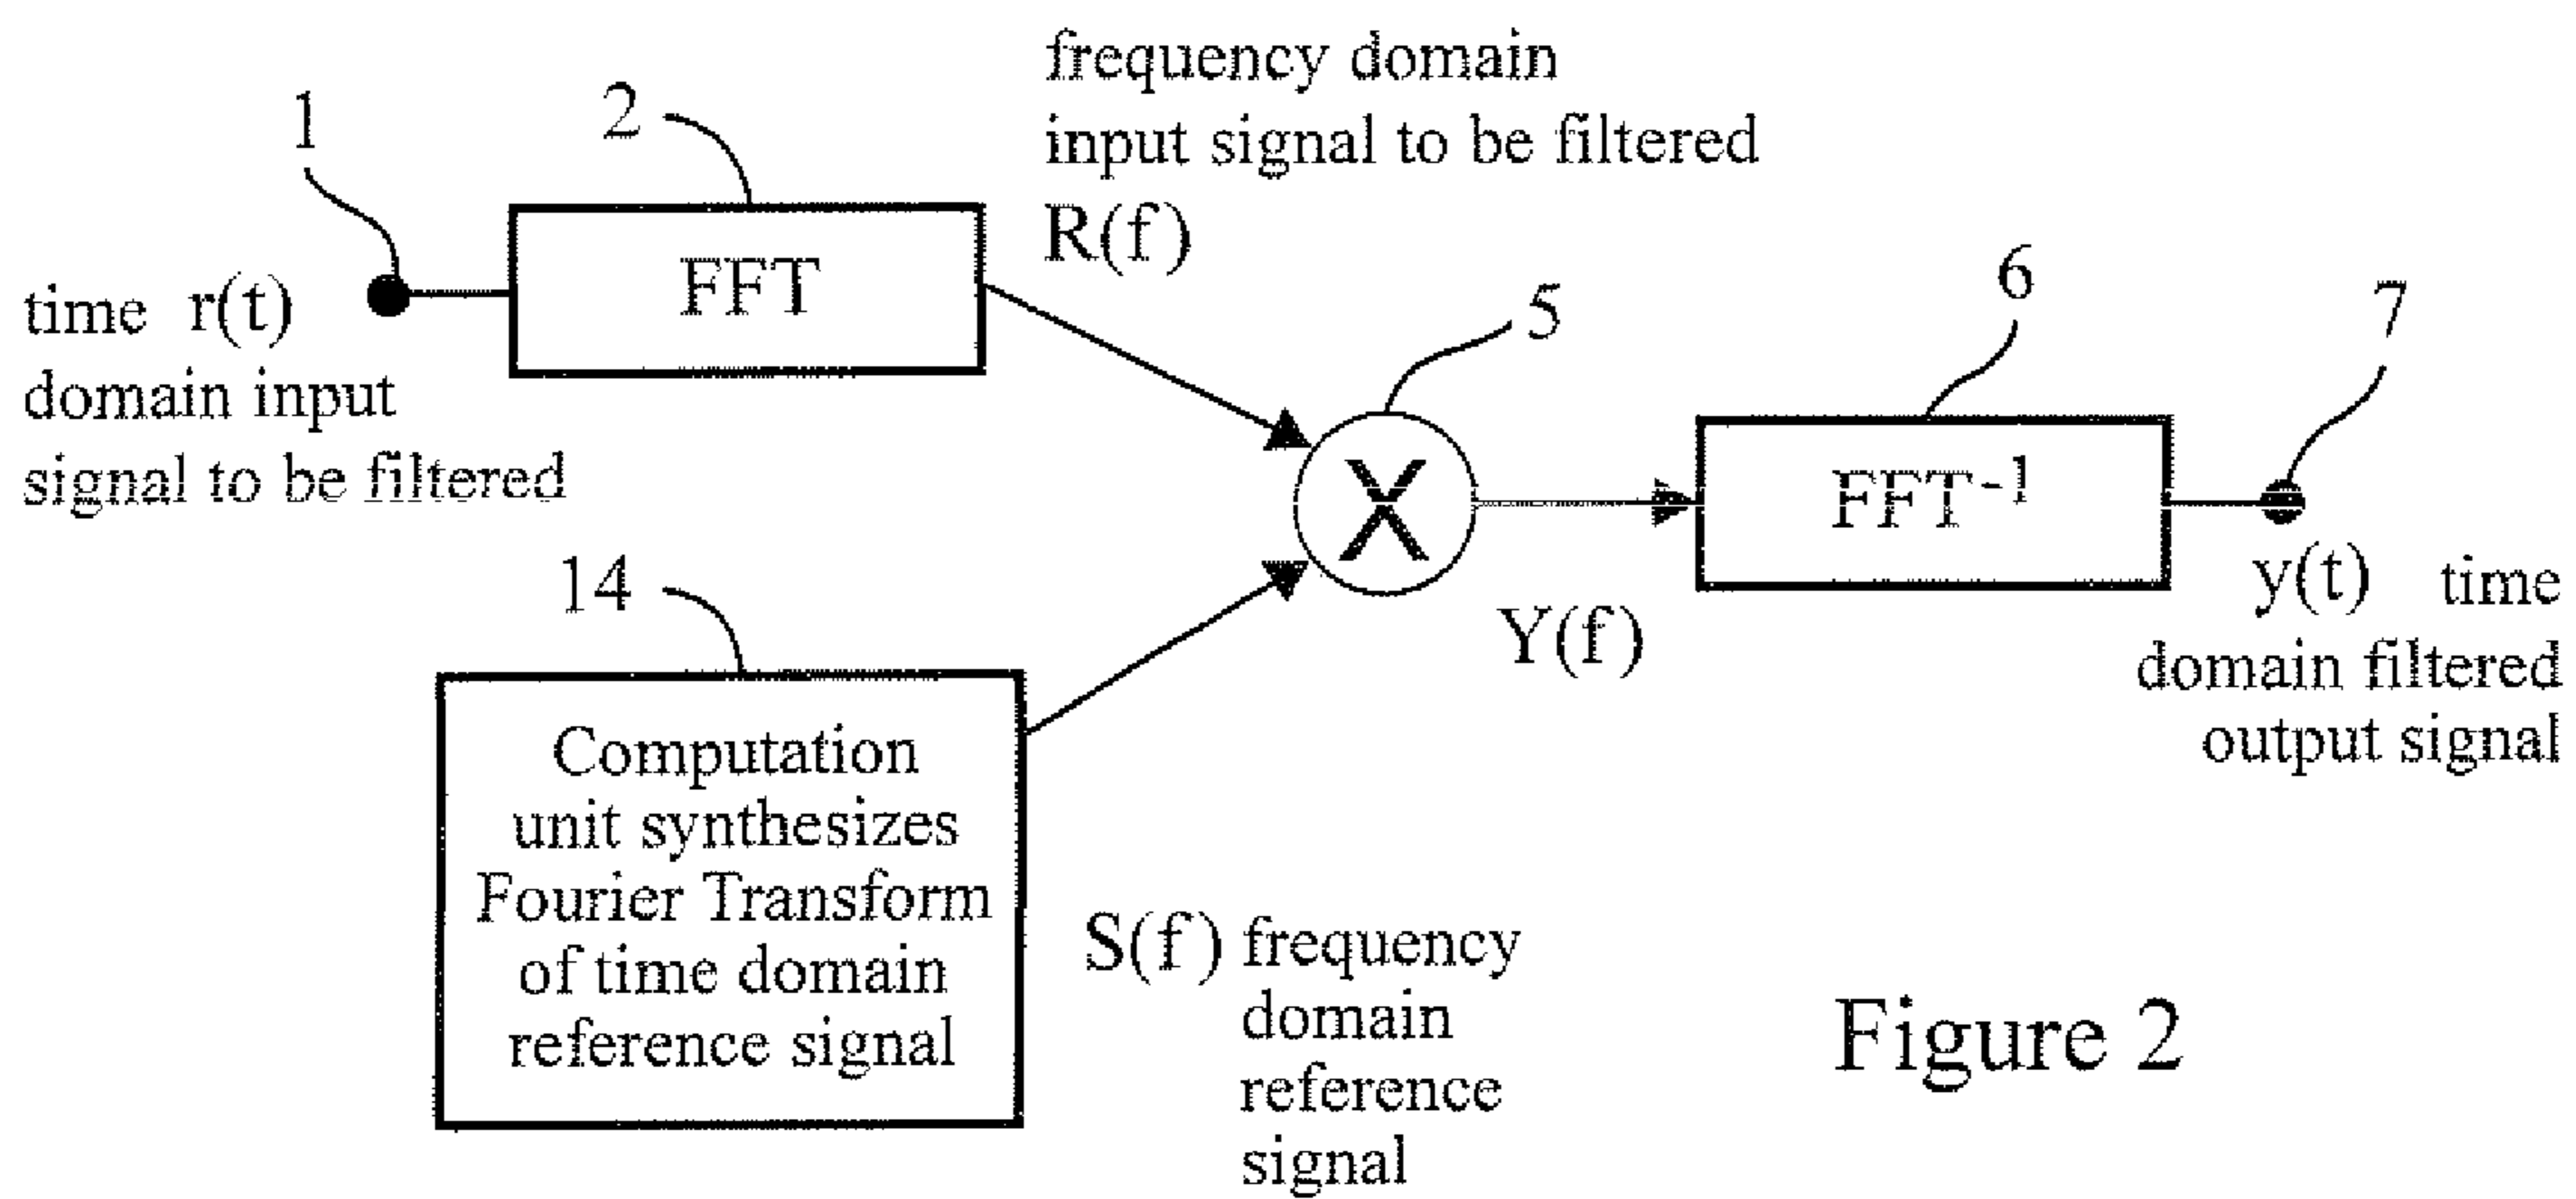 1
2
frequency domain
input signal to be filtered
R(f)
time r(t)
domain input
signal to be filtered
FFT
5
6
7
X
FFT⁻¹
Y(f)
y(t) time
domain filtered
output signal
14
Computation
unit synthesizes
Fourier Transform
of time domain
reference signal
S(f) frequency
domain
reference
signal
Figure 2